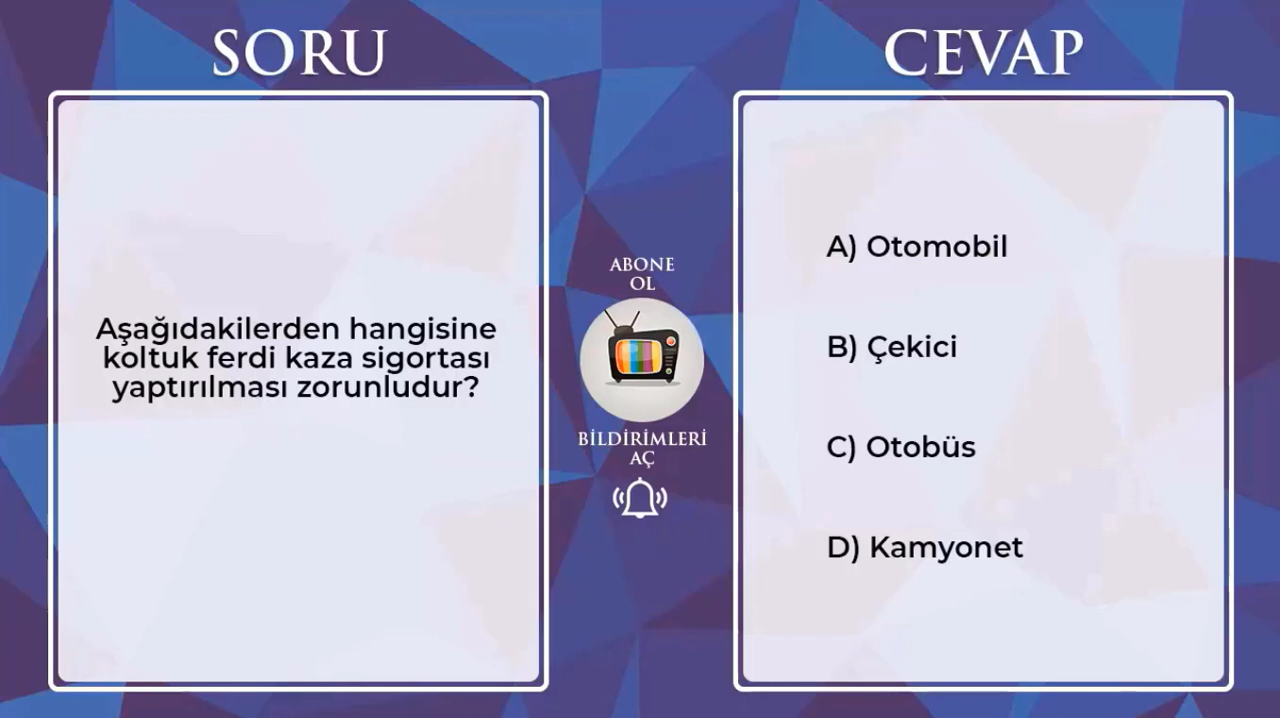 SORU
Aşağıdakilerden hangisine
koltuk ferdi kaza sigortası
yaptırılması zorunludur?
ABONE
OL
BİLDİRİMLERİ
AÇ
CEVAP
A) Otomobil
B) Çekici
C) Otobüs
D) Kamyonet